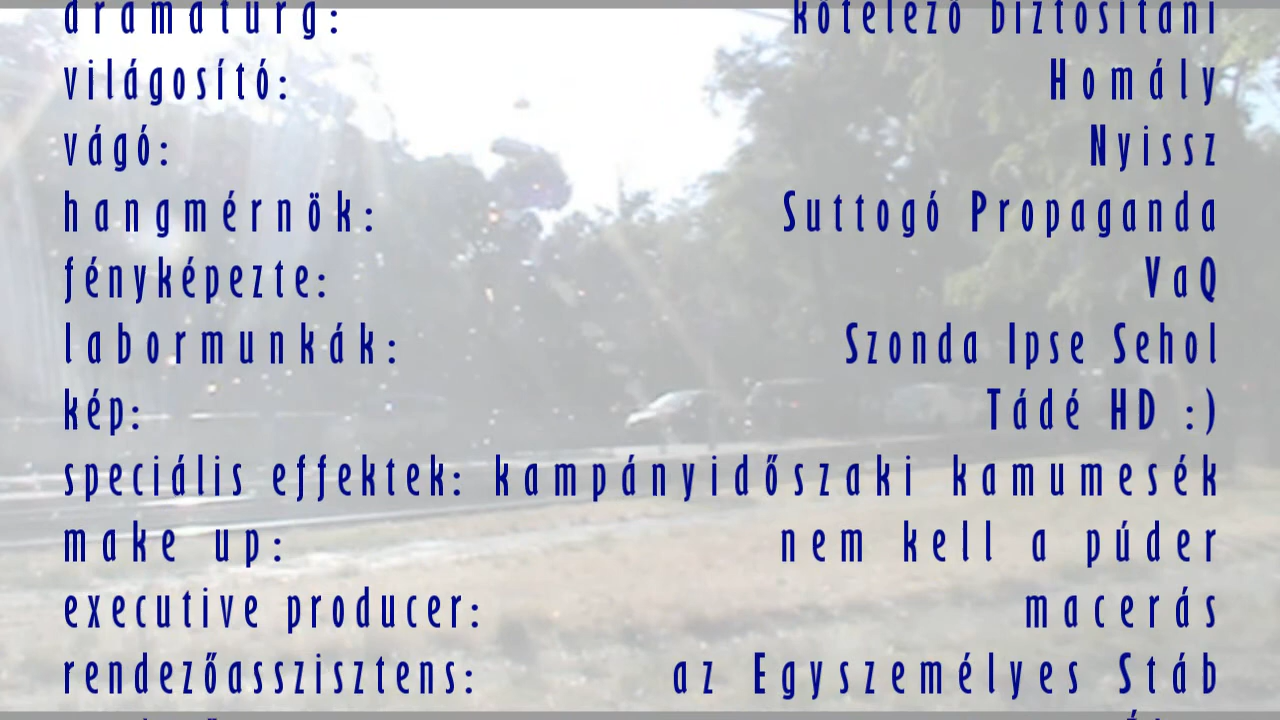 dramaturg: kötelező biztosítani
világosító: Homály
vágó: Nyissz
hangmérnök: Suttogó Propaganda
fényképezte: VaQ
labormunkák: Szonda Ipse Sehol
kép: Tádé HD :)
speciális effektek: kampányidőszaki kamumesék
make up: nem kell a púder
executive producer: macerás
rendezőasszisztens: az Egyszemélyes Stáb